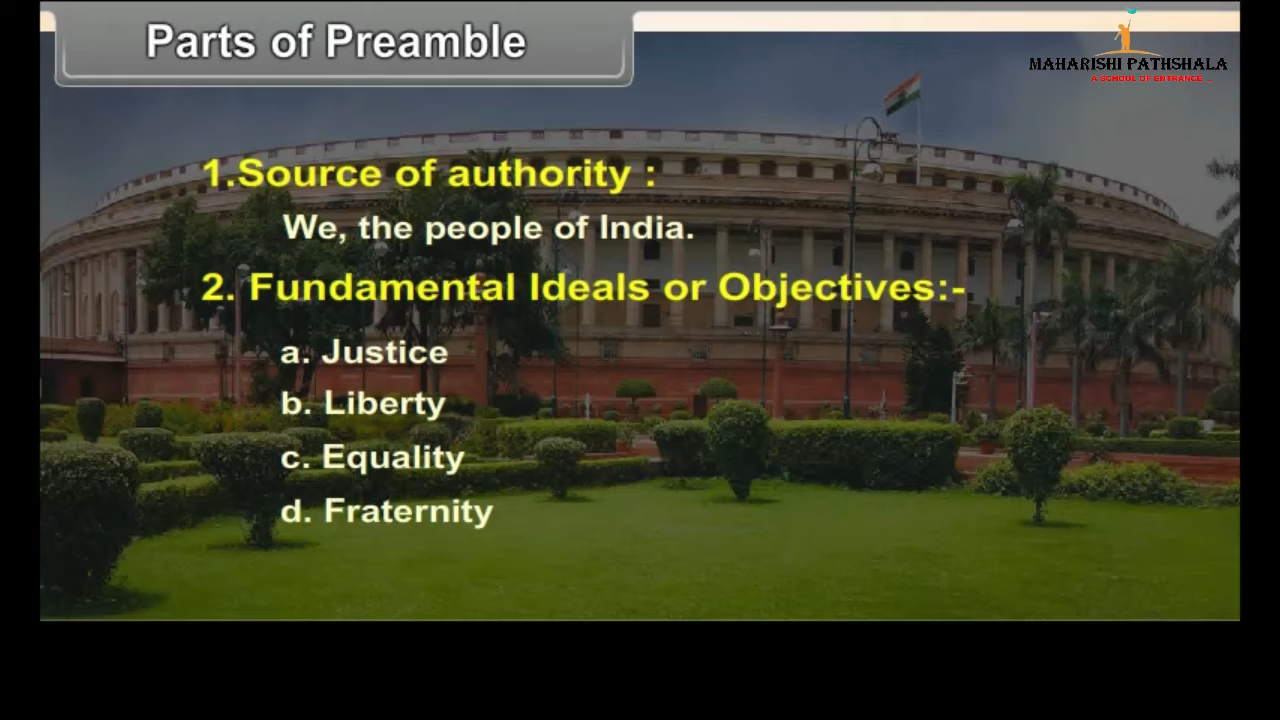 Parts of Preamble
MAHARISHI PATHSHALA
A SCHOOL OF ENTRANCE ...
1.Source of authority :
We, the people of India.
2. Fundamental Ideals or Objectives:-
a. Justice
b. Liberty
c. Equality
d. Fraternity